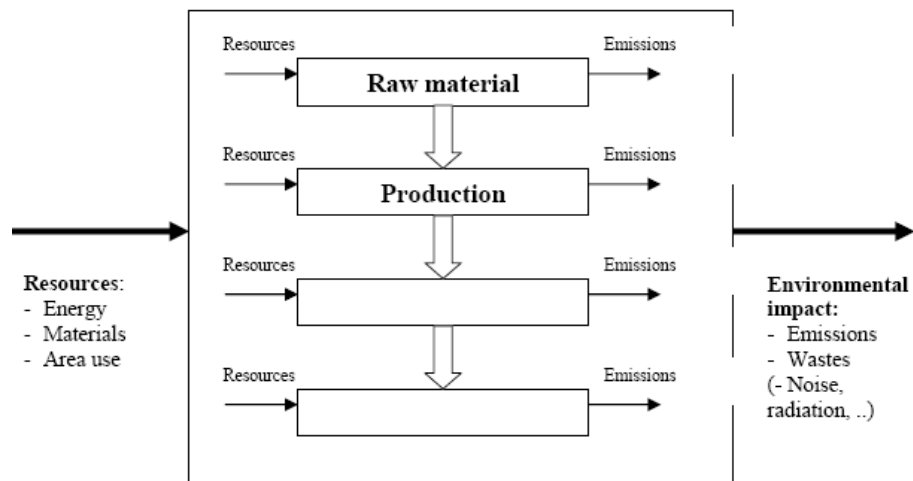 Resources
Emissions
Raw material
Resources
Emissions
Production
Resources
Emissions
Resources
Emissions
Resources:
- Energy
- Materials
- Area use
Environmental
impact:
- Emissions
- Wastes
(- Noise,
radiation, ..)